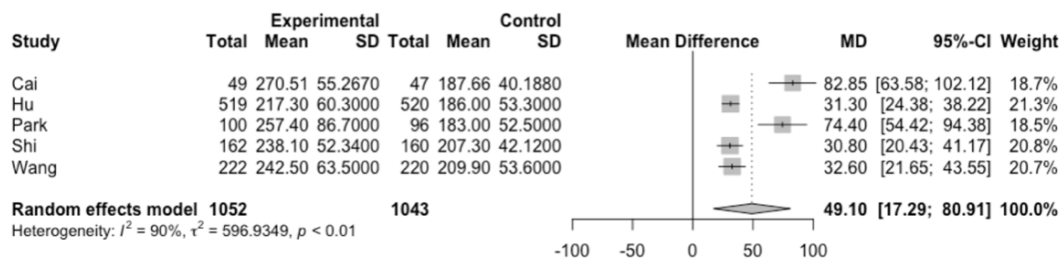 Experimental Control
Study Total Mean SD Total Mean SD Mean Difference MD 95%-CI Weight
Cai 49 270.51 55.2670 47 187.66 40.1880 82.85 [63.58; 102.12] 18.7%
Hu 519 217.30 60.3000 520 186.00 53.3000 31.30 [24.38; 38.22] 21.3%
Park 100 257.40 86.7000 96 183.00 52.5000 74.40 [54.42; 94.38] 18.5%
Shi 162 238.10 52.3400 160 207.30 42.1200 30.80 [20.43; 41.17] 20.8%
Wang 222 242.50 63.5000 220 209.90 53.6000 32.60 [21.65; 43.55] 20.7%
Random effects model 1052 1043 49.10 [17.29; 80.91] 100.0%
Heterogeneity: I² = 90%, τ² = 596.9349, p < 0.01
-100 -50 0 50 100